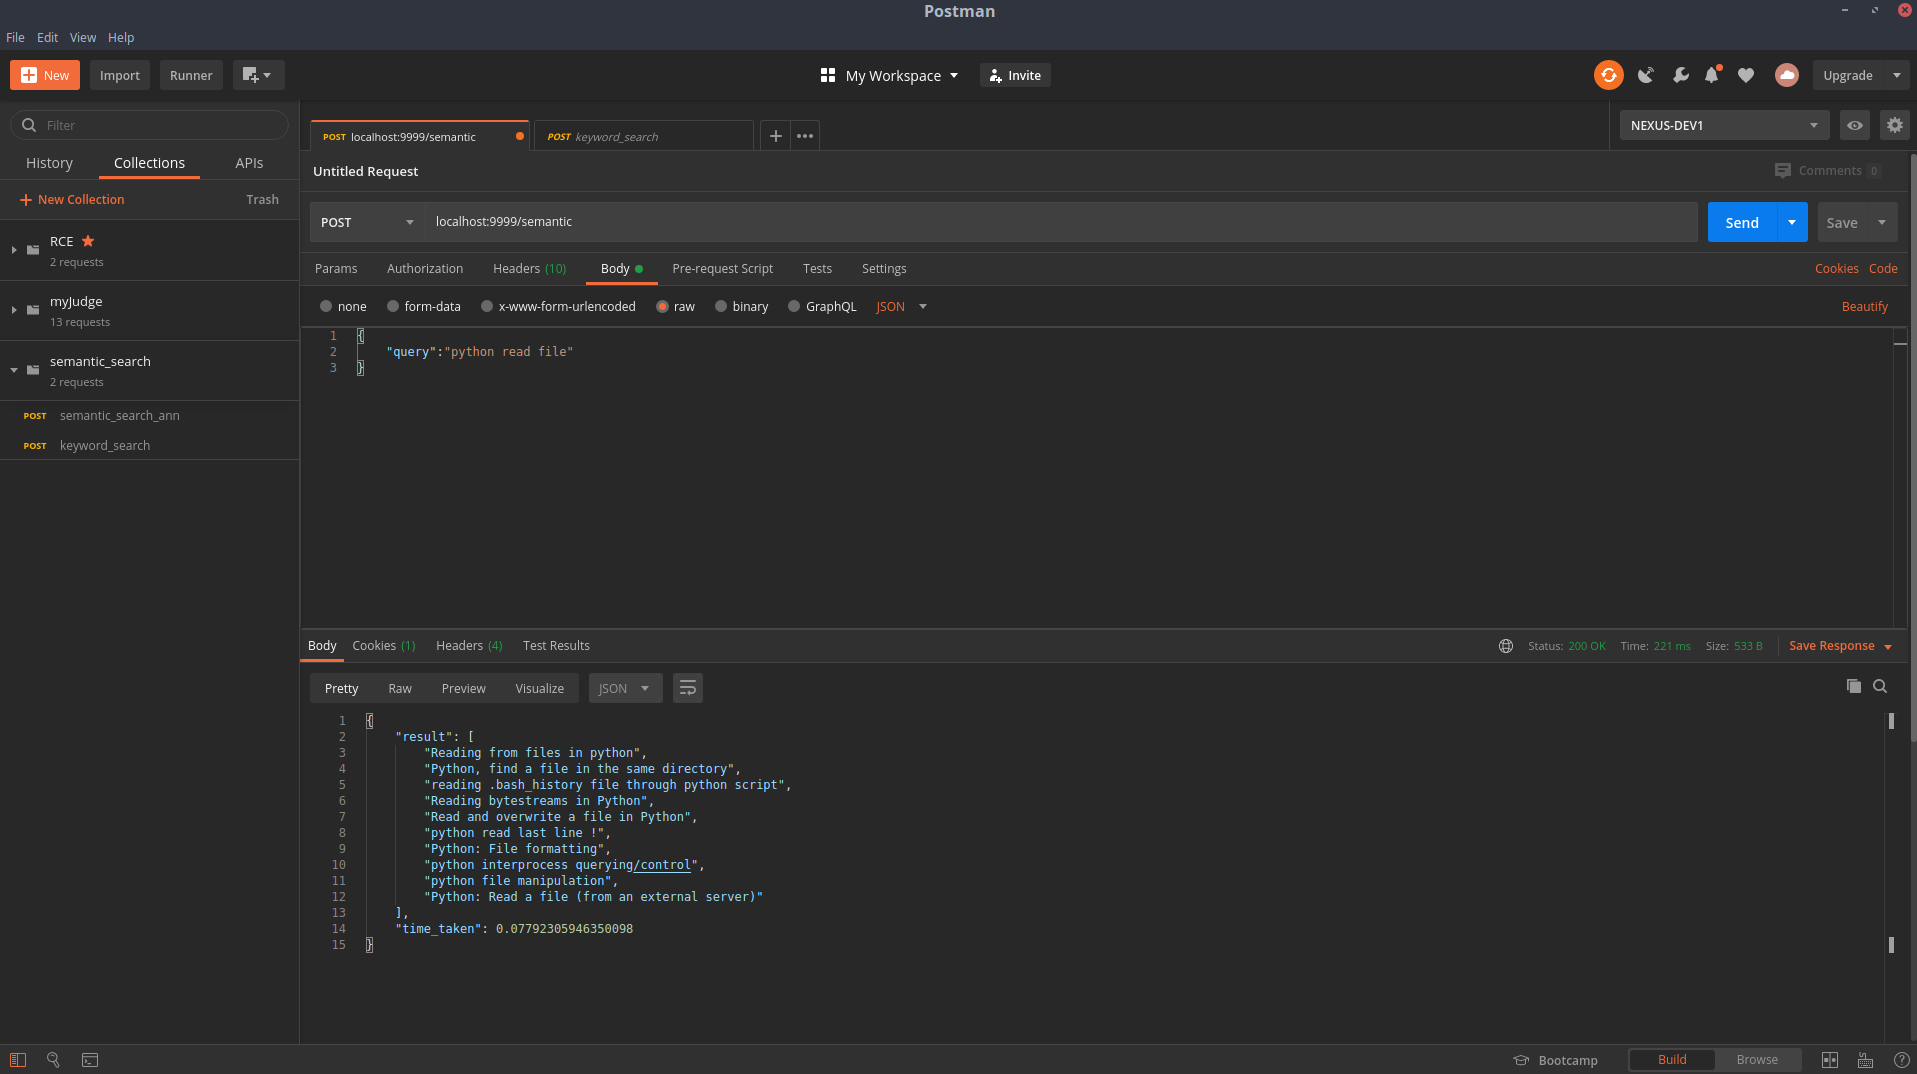 Postman
File Edit View Help
New Import Runner My Workspace Invite Upgrade
Filter
History Collections APIs
New Collection Trash
RCE
2 requests
myJudge
13 requests
semantic_search
2 requests
POST semantic_search_ann
POST keyword_search
POST localhost:9999/semantic POST keyword_search NEXUS-DEV1
Untitled Request Comments 0
POST localhost:9999/semantic Send Save
Params Authorization Headers (10) Body Pre-request Script Tests Settings Cookies Code
none form-data x-www-form-urlencoded raw binary GraphQL JSON Beautify
1 {
2 "query":"python read file"
3 }
Body Cookies (1) Headers (4) Test Results Status: 200 OK Time: 221 ms Size: 533 B Save Response
Pretty Raw Preview Visualize JSON
1 {
2 "result": [
3 "Reading from files in python",
4 "Python, find a file in the same directory",
5 "reading .bash_history file through python script",
6 "Reading bytestreams in Python",
7 "Read and overwrite a file in Python",
8 "python read last line !",
9 "Python: File formatting",
10 "python interprocess querying/control",
11 "python file manipulation",
12 "Python: Read a file (from an external server)"
13 ],
14 "time_taken": 0.07792305946350098
15 }
Bootcamp Build Browse